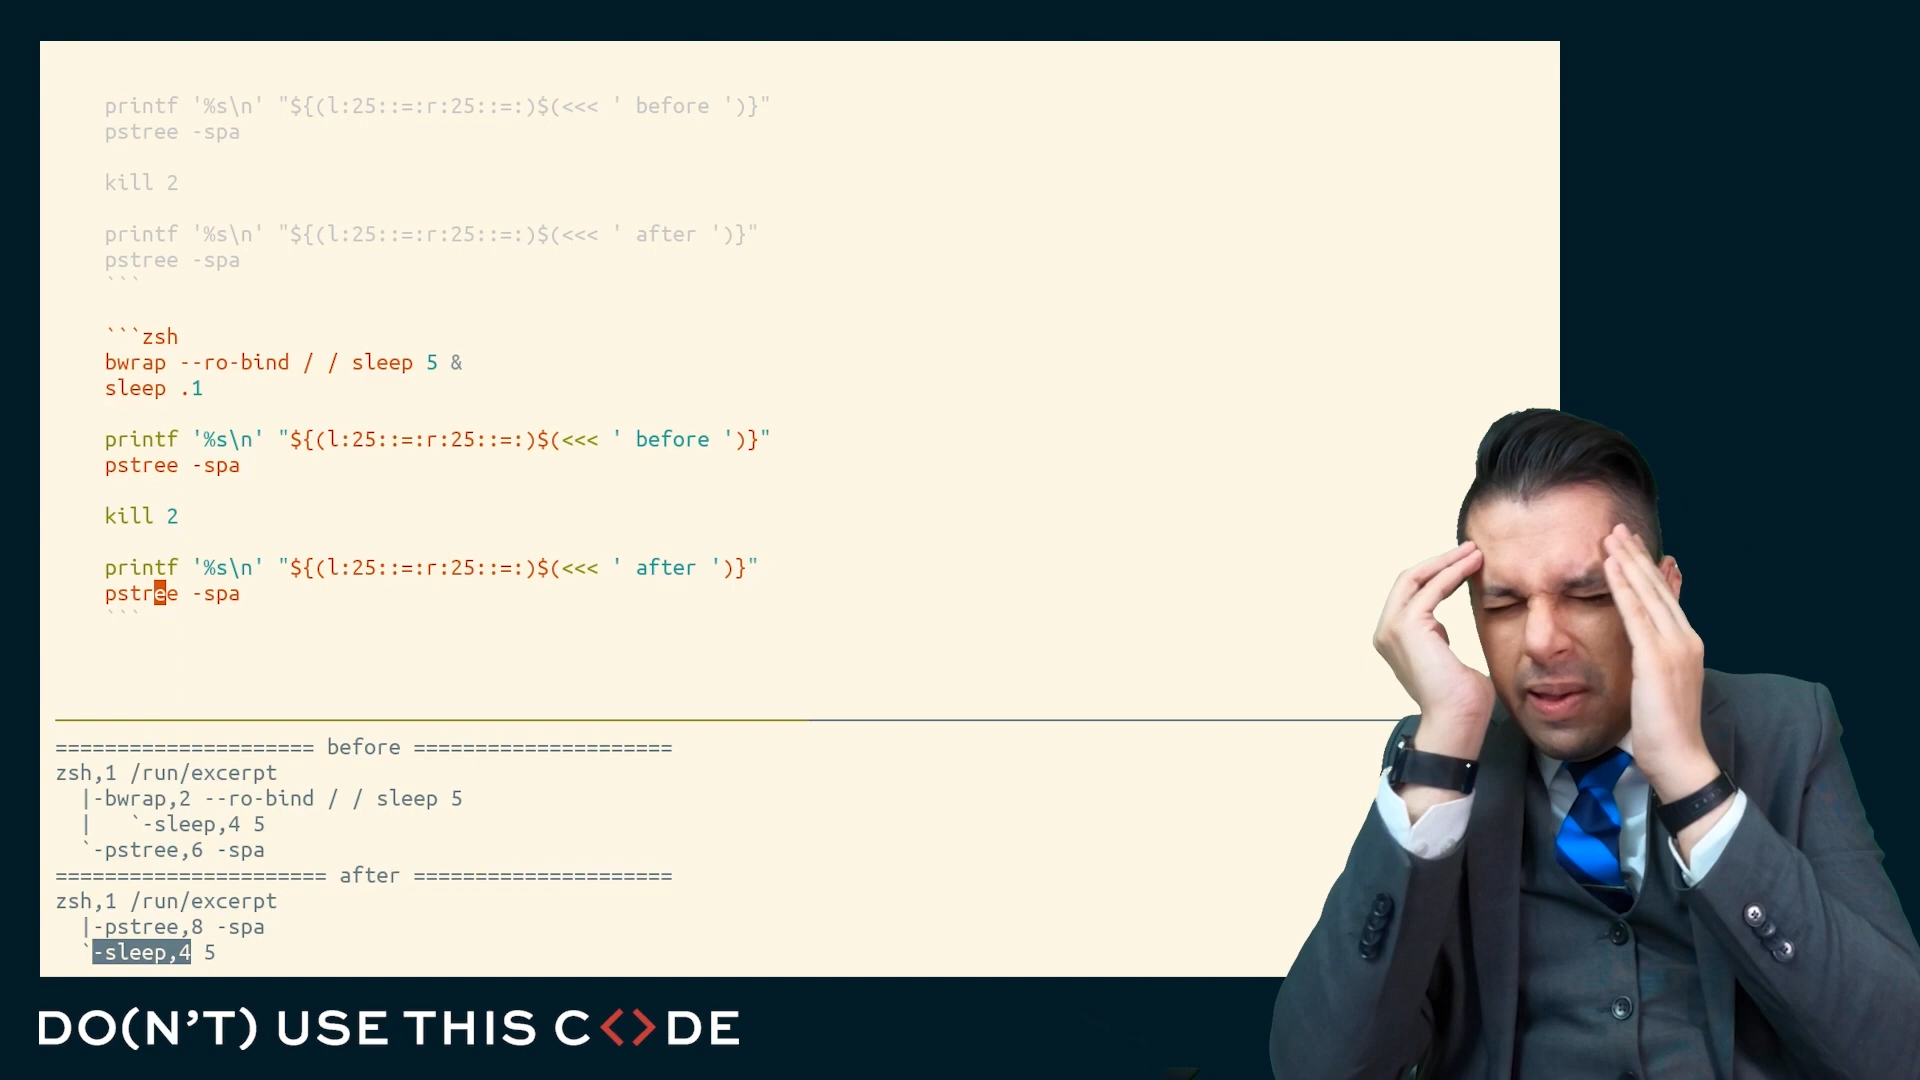 printf '%s\n' "${(l:25::=:r:25::=:)$(<<< ' before ')}"
pstree -spa
kill 2
printf '%s\n' "${(l:25::=:r:25::=:)$(<<< ' after ')}"
pstree -spa
```
```zsh
bwrap --ro-bind / / sleep 5 &
sleep .1
printf '%s\n' "${(l:25::=:r:25::=:)$(<<< ' before ')}"
pstree -spa
kill 2
printf '%s\n' "${(l:25::=:r:25::=:)$(<<< ' after ')}"
pstree -spa
```
===================== before =====================
zsh,1 /run/excerpt
  |-bwrap,2 --ro-bind / / sleep 5
  |   `-sleep,4 5
  `-pstree,6 -spa
====================== after =====================
zsh,1 /run/excerpt
  |-pstree,8 -spa
  `-sleep,4 5
DO(N'T) USE THIS C<>DE